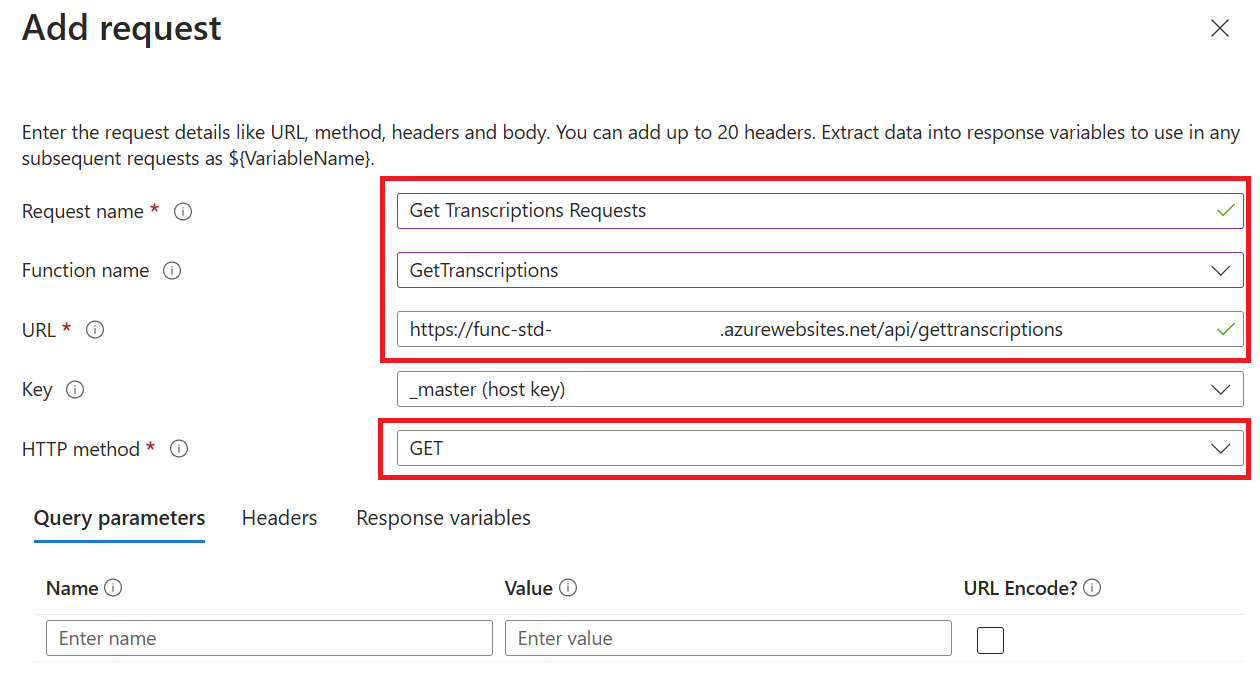 Add request
Enter the request details like URL, method, headers and body. You can add up to 20 headers. Extract data into response variables to use in any
subsequent requests as ${VariableName}.
Request name * Get Transcriptions Requests
Function name GetTranscriptions
URL * https://func-std- .azurewebsites.net/api/gettranscriptions
Key _master (host key)
HTTP method * GET
Query parameters Headers Response variables
Name Value URL Encode?
Enter name Enter value